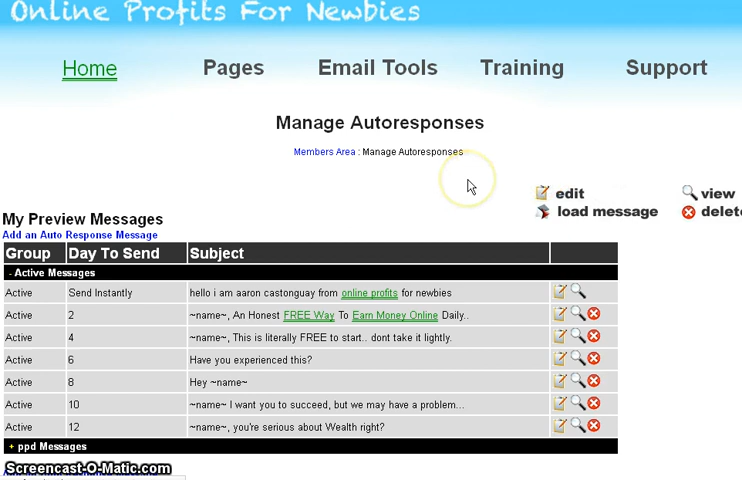 Online Profits For Newbies
Home Pages Email Tools Training Support
Manage Autoresponses
Members Area : Manage Autoresponses
edit view
load message delete
My Preview Messages
Add an Auto Response Message
Group Day To Send Subject
- Active Messages
Active Send Instantly hello i am aaron castonguay from online profits for newbies
Active 2 ~name~, An Honest FREE Way To Earn Money Online Daily..
Active 4 ~name~, This is literally FREE to start.. dont take it lightly.
Active 6 Have you experienced this?
Active 8 Hey ~name~
Active 10 ~name~ I want you to succeed, but we may have a problem...
Active 12 ~name~, you're serious about Wealth right?
+ ppd Messages
Screencast-O-Matic.com